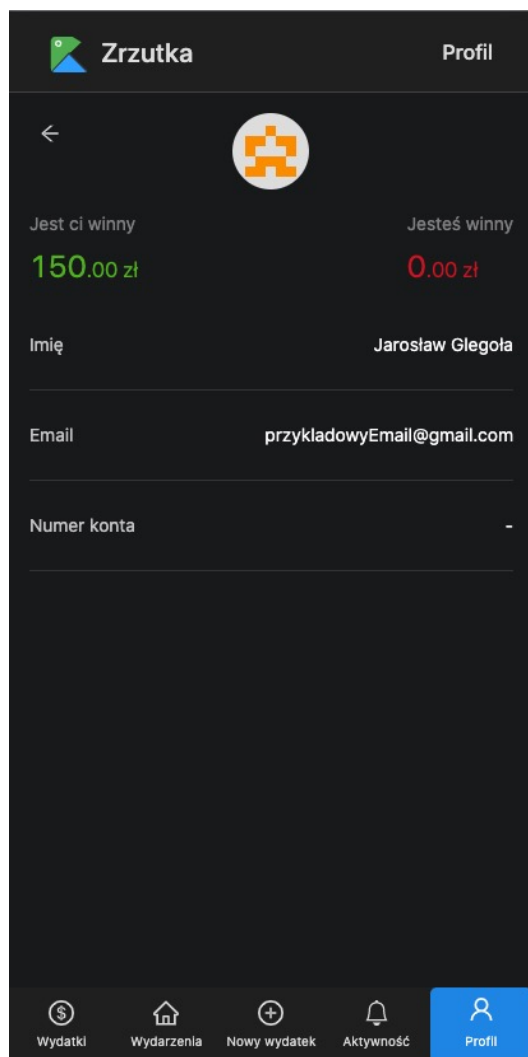 Zrzutka Profil
Jest ci winny Jesteś winny
150.00 zł 0.00 zł
Imię Jarosław Glegoła
Email przykladowyEmail@gmail.com
Numer konta -
Wydatki Wydarzenia Nowy wydatek Aktywność Profil